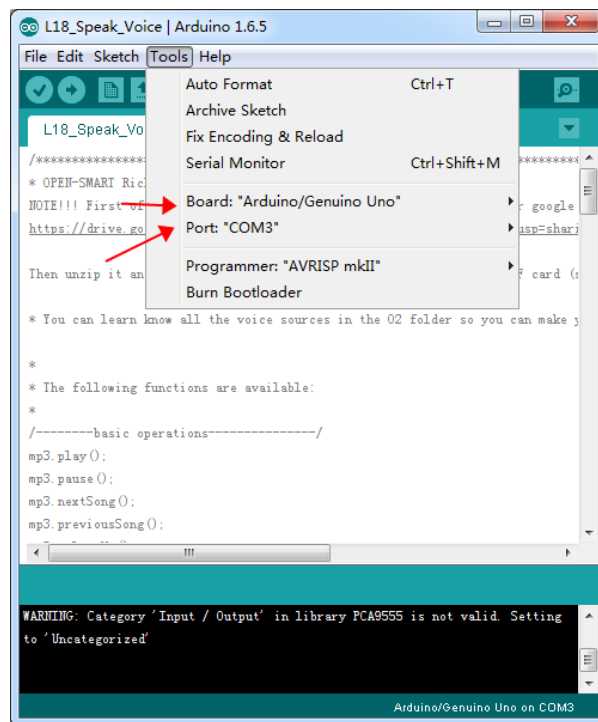 L18_Speak_Voice | Arduino 1.6.5
File Edit Sketch Tools Help
Auto Format Ctrl+T
Archive Sketch
Fix Encoding & Reload
Serial Monitor Ctrl+Shift+M
Board: "Arduino/Genuino Uno"
Port: "COM3"
Programmer: "AVRISP mkII"
Burn Bootloader
L18_Speak_Vo
/****************
* OPEN-SMART Ric
NOTE!!! First of r google
https://drive.go usp=shari
Then unzip it an F card (s
* You can learn know all the voice sources in the 02 folder so you can make y
*
* The following functions are available:
*
/--------basic operations---------------/
mp3.play();
mp3.pause();
mp3.nextSong();
mp3.previousSong();
WARNING: Category 'Input / Output' in library PCA9555 is not valid. Setting
to 'Uncategorized'
Arduino/Genuino Uno on COM3